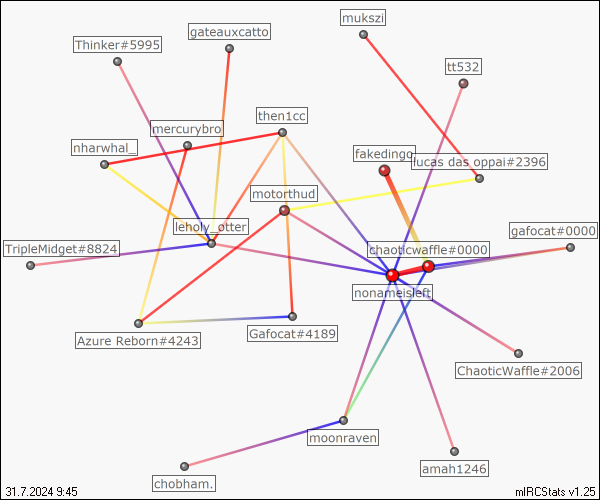 mukszi
gateauxcatto
Thinker#5995
tt532
then1cc
mercurybro
nharwhal_
fakedingo
lucas das oppai#2396
motorthud
leholy_otter
gafocat#0000
TripleMidget#8824
chaoticwaffle#0000
nonameisleft
Azure Reborn#4243
Gafocat#4189
ChaoticWaffle#2006
moonraven
amah1246
chobham.
31.7.2024 9:45
mIRCStats v1.25